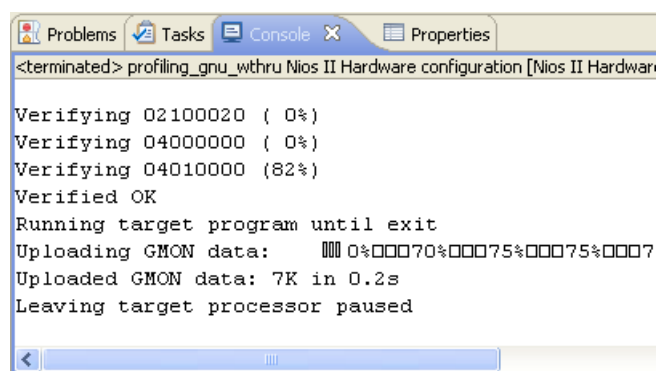 Problems Tasks Console Properties
<terminated> profiling_gnu_wthru Nios II Hardware configuration [Nios II Hardware
Verifying 02100020 ( 0%)
Verifying 04000000 ( 0%)
Verifying 04010000 (82%)
Verified OK
Running target program until exit
Uploading GMON data: ▯▯▯ 0%□□□70%□□□75%□□□75%□□□7
Uploaded GMON data: 7K in 0.2s
Leaving target processor paused